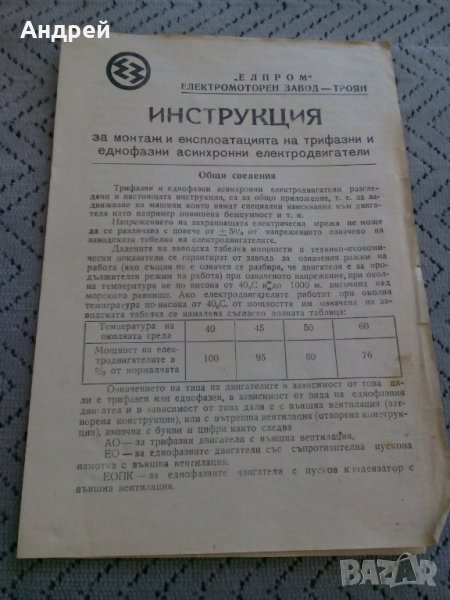 Андрей
„ЕЛПРОМ"
ЕЛЕКТРОМОТОРЕН ЗАВОД—ТРОЯН
ИНСТРУКЦИЯ
за монтаж и експлоатацията на трифазни и
еднофазни асинхронни електродвигатели
Общи сведения
Трифазните и еднофазни асинхронни електродвигатели разгле-
дани в настоящата инструкция, са за общо приложение, т. е. за за-
движване на машини които нямат специални изисквания към двига-
теля като например повишена безшумност и т. н.
Напрежението на захранващата електрическа мрежа не може
да се различава с повече от ±5% от напрежението означено на
заводската табелка на електродвигателите.
Дадените на заводска табелка мощности и технико-икономи-
чески показатели се гарантират от завода за означения режим на
работа (ако същия не е означен се разбира, че двигателя е за про-
дължителен режим на работа) при означеното напрежение, при окол-
на температура не по висока от 40°С и до 1000 м. височина над
морското равнище. Ако електродвигателите работят при околна
температура по висока от 40°С от мощността им означено на за-
водската табелка се намалява съгласно долната таблица:
Температура на околната среда 40 45 50 60
Мощност на елек-
тродвигателите в 100 95 60 76
% от нормалната
Означението на типа на двигателите в зависимост от това да-
ли е трифазен или еднофазен, в зависимост от вида на еднофазния
двигател и в зависимост от това дали с с външна вентилация (зат-
ворена конструкция), или с вътрешна вентилация (отворена конструк-
ция), започва с букви и цифри както следва
АО — за трифазни двигатели с външна вентилация,
ЕО — за еднофазните двигатели със съпротивителна пускова
намотка с външна вентилация.
ЕОПК — за еднофазните двигатели с пусков кондензатор с
външна вентилация.
BAZAR